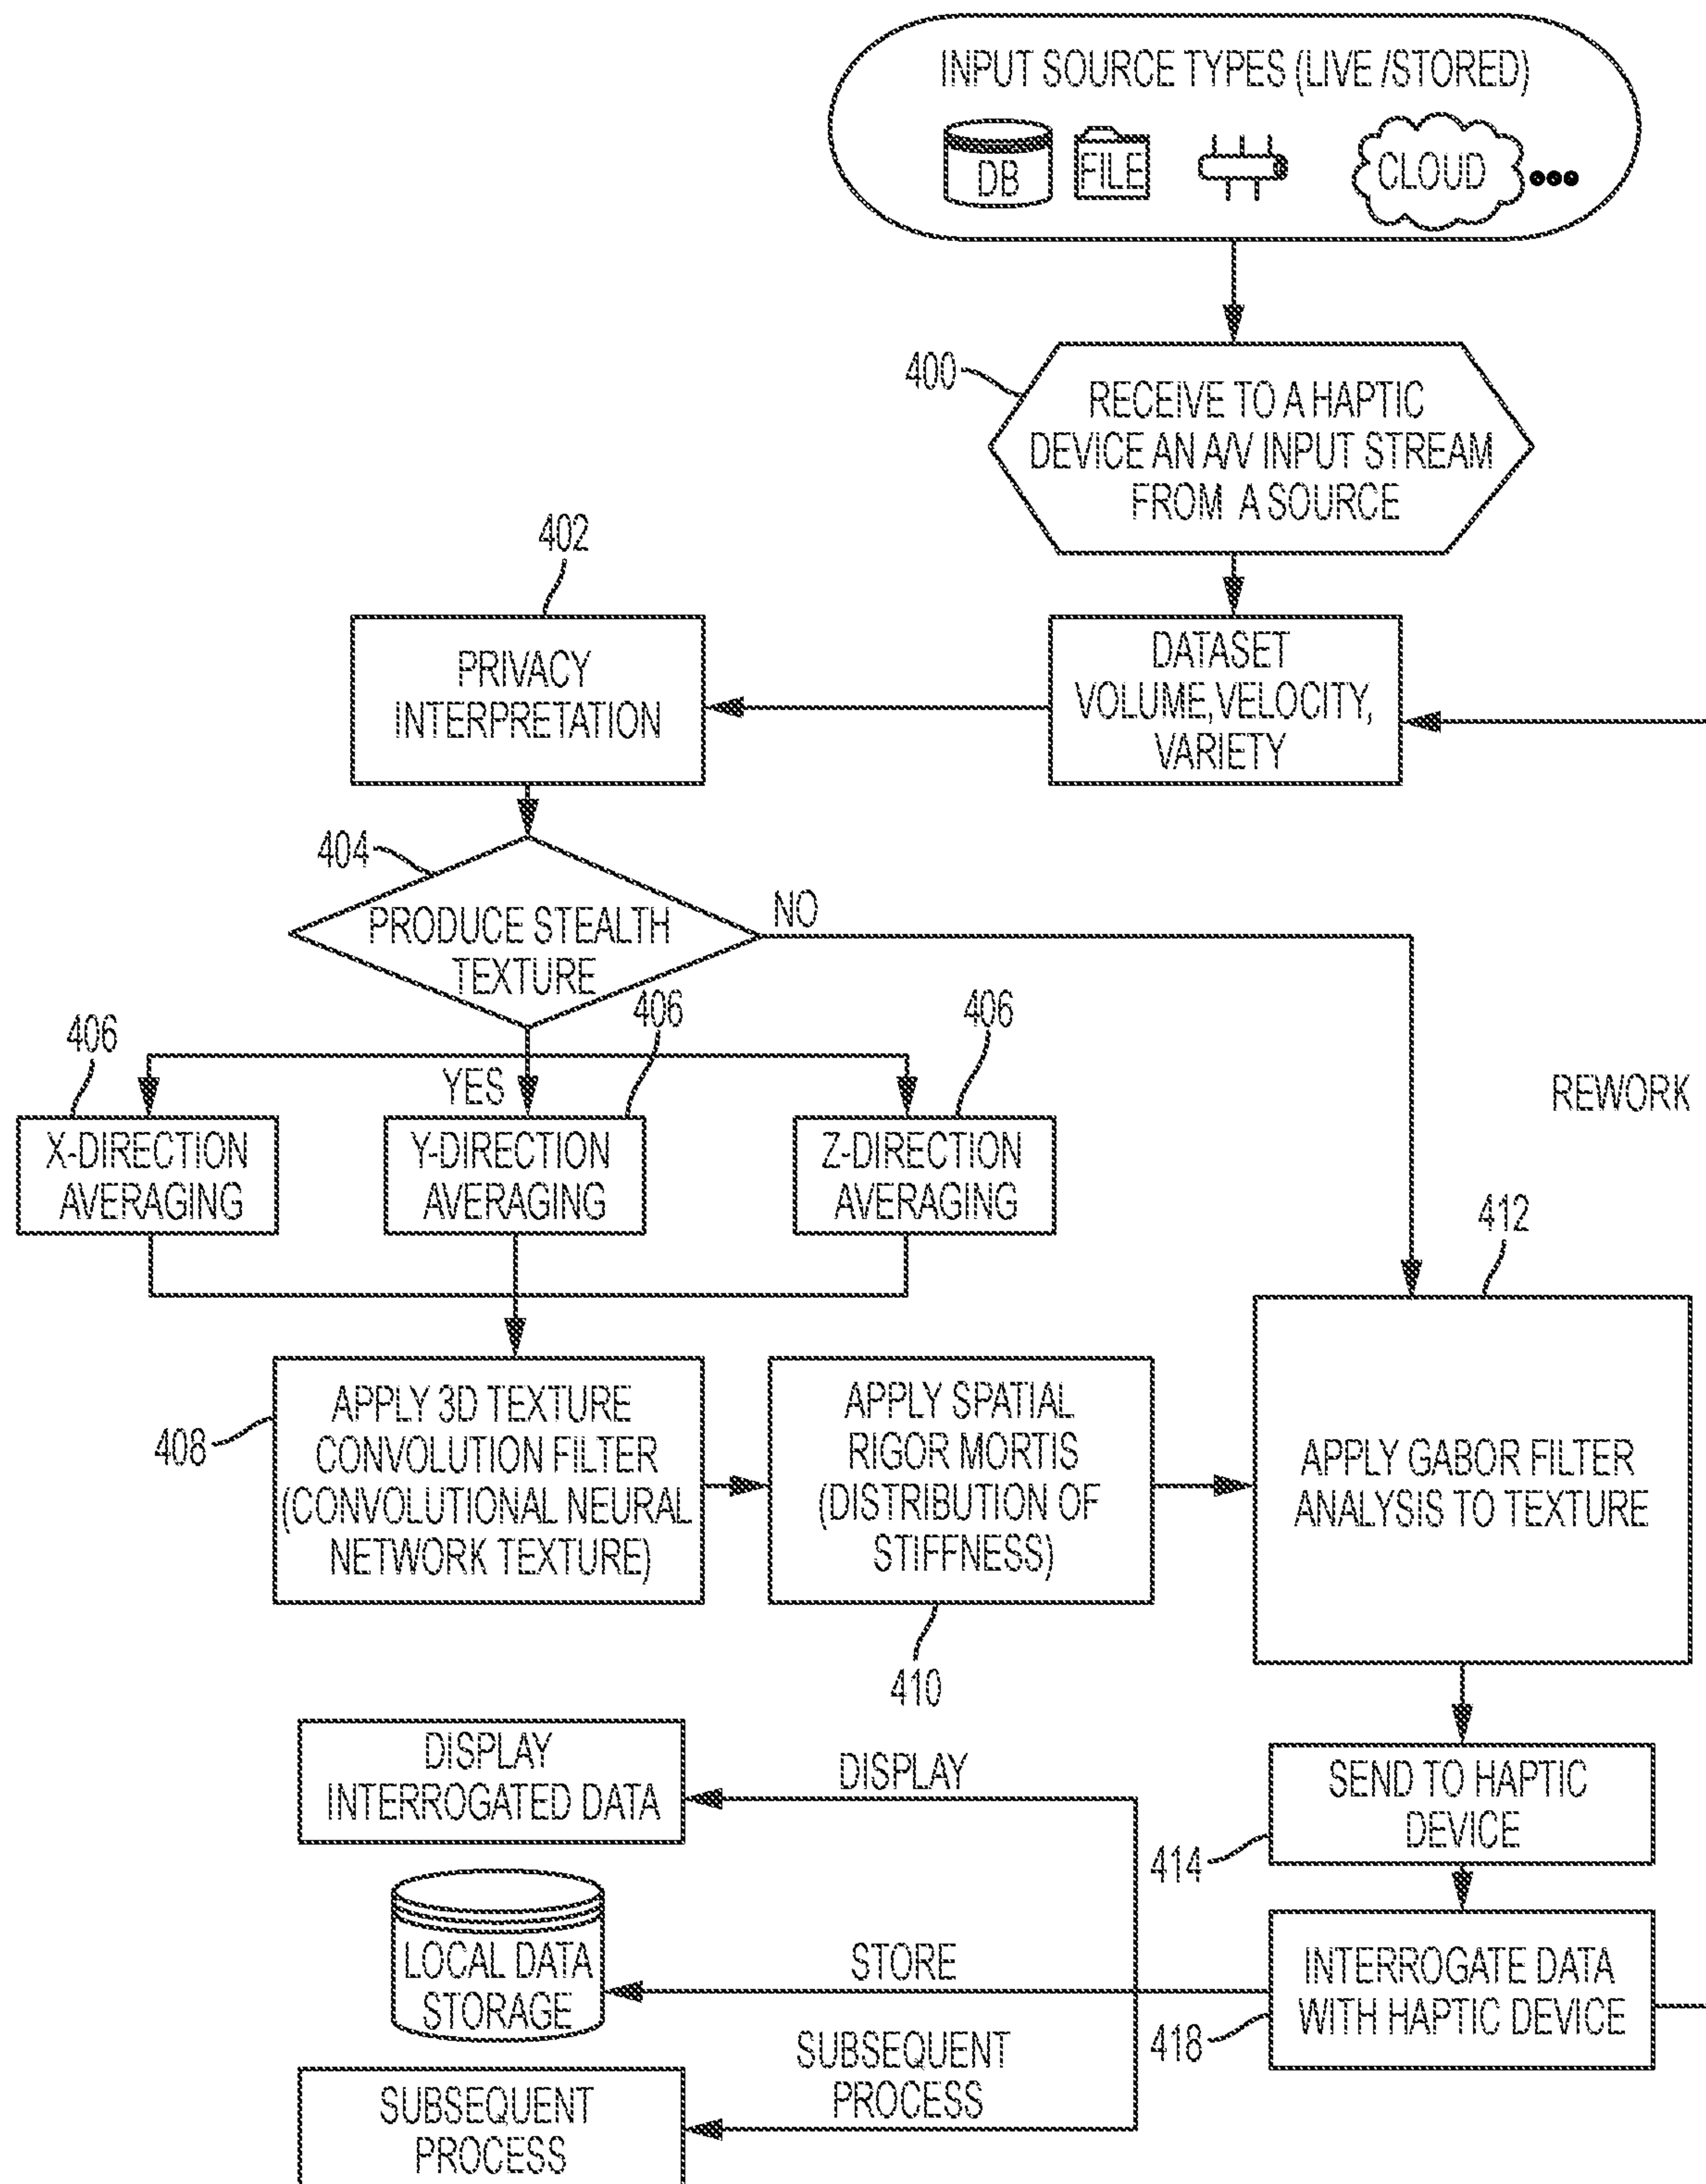 INPUT SOURCE TYPES (LIVE /STORED)
DB
FILE
CLOUD
400
RECEIVE TO A HAPTIC
DEVICE AN A/V INPUT STREAM
FROM A SOURCE
402
PRIVACY
INTERPRETATION
DATASET
VOLUME, VELOCITY,
VARIETY
404
PRODUCE STEALTH
TEXTURE
NO
406
406
406
YES
REWORK
X-DIRECTION
AVERAGING
Y-DIRECTION
AVERAGING
Z-DIRECTION
AVERAGING
412
408
APPLY 3D TEXTURE
CONVOLUTION FILTER
(CONVOLUTIONAL NEURAL
NETWORK TEXTURE)
APPLY SPATIAL
RIGOR MORTIS
(DISTRIBUTION OF
STIFFNESS)
410
APPLY GABOR FILTER
ANALYSIS TO TEXTURE
DISPLAY
INTERROGATED DATA
DISPLAY
SEND TO HAPTIC
DEVICE
414
LOCAL DATA
STORAGE
STORE
INTERROGATE DATA
WITH HAPTIC DEVICE
418
SUBSEQUENT
PROCESS
SUBSEQUENT
PROCESS